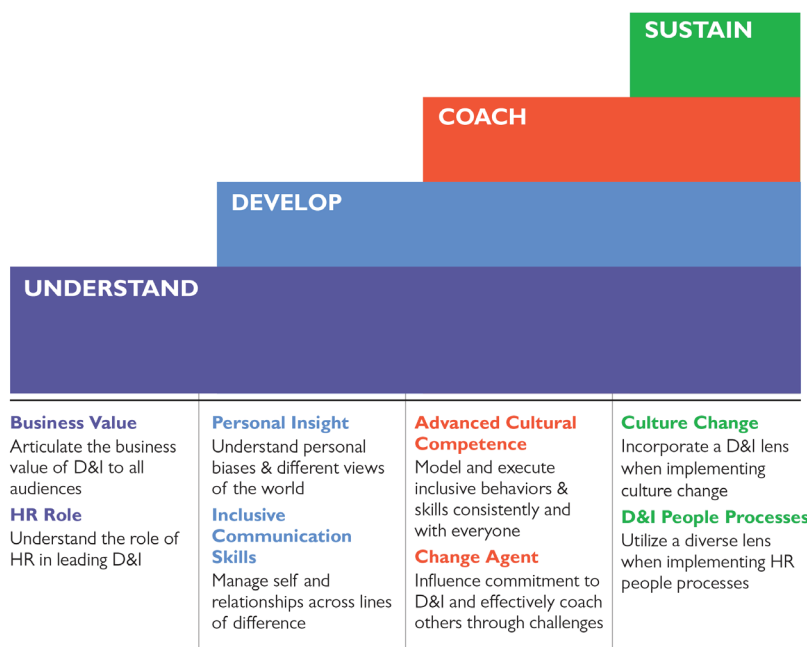 SUSTAIN
COACH
DEVELOP
UNDERSTAND
Business Value
Articulate the business
value of D&I to all
audiences
HR Role
Understand the role of
HR in leading D&I
Personal Insight
Understand personal
biases & different views
of the world
Inclusive
Communication
Skills
Manage self and
relationships across lines
of difference
Advanced Cultural
Competence
Model and execute
inclusive behaviors &
skills consistently and
with everyone
Change Agent
Influence commitment to
D&I and effectively coach
others through challenges
Culture Change
Incorporate a D&I lens
when implementing
culture change
D&I People Processes
Utilize a diverse lens
when implementing HR
people processes